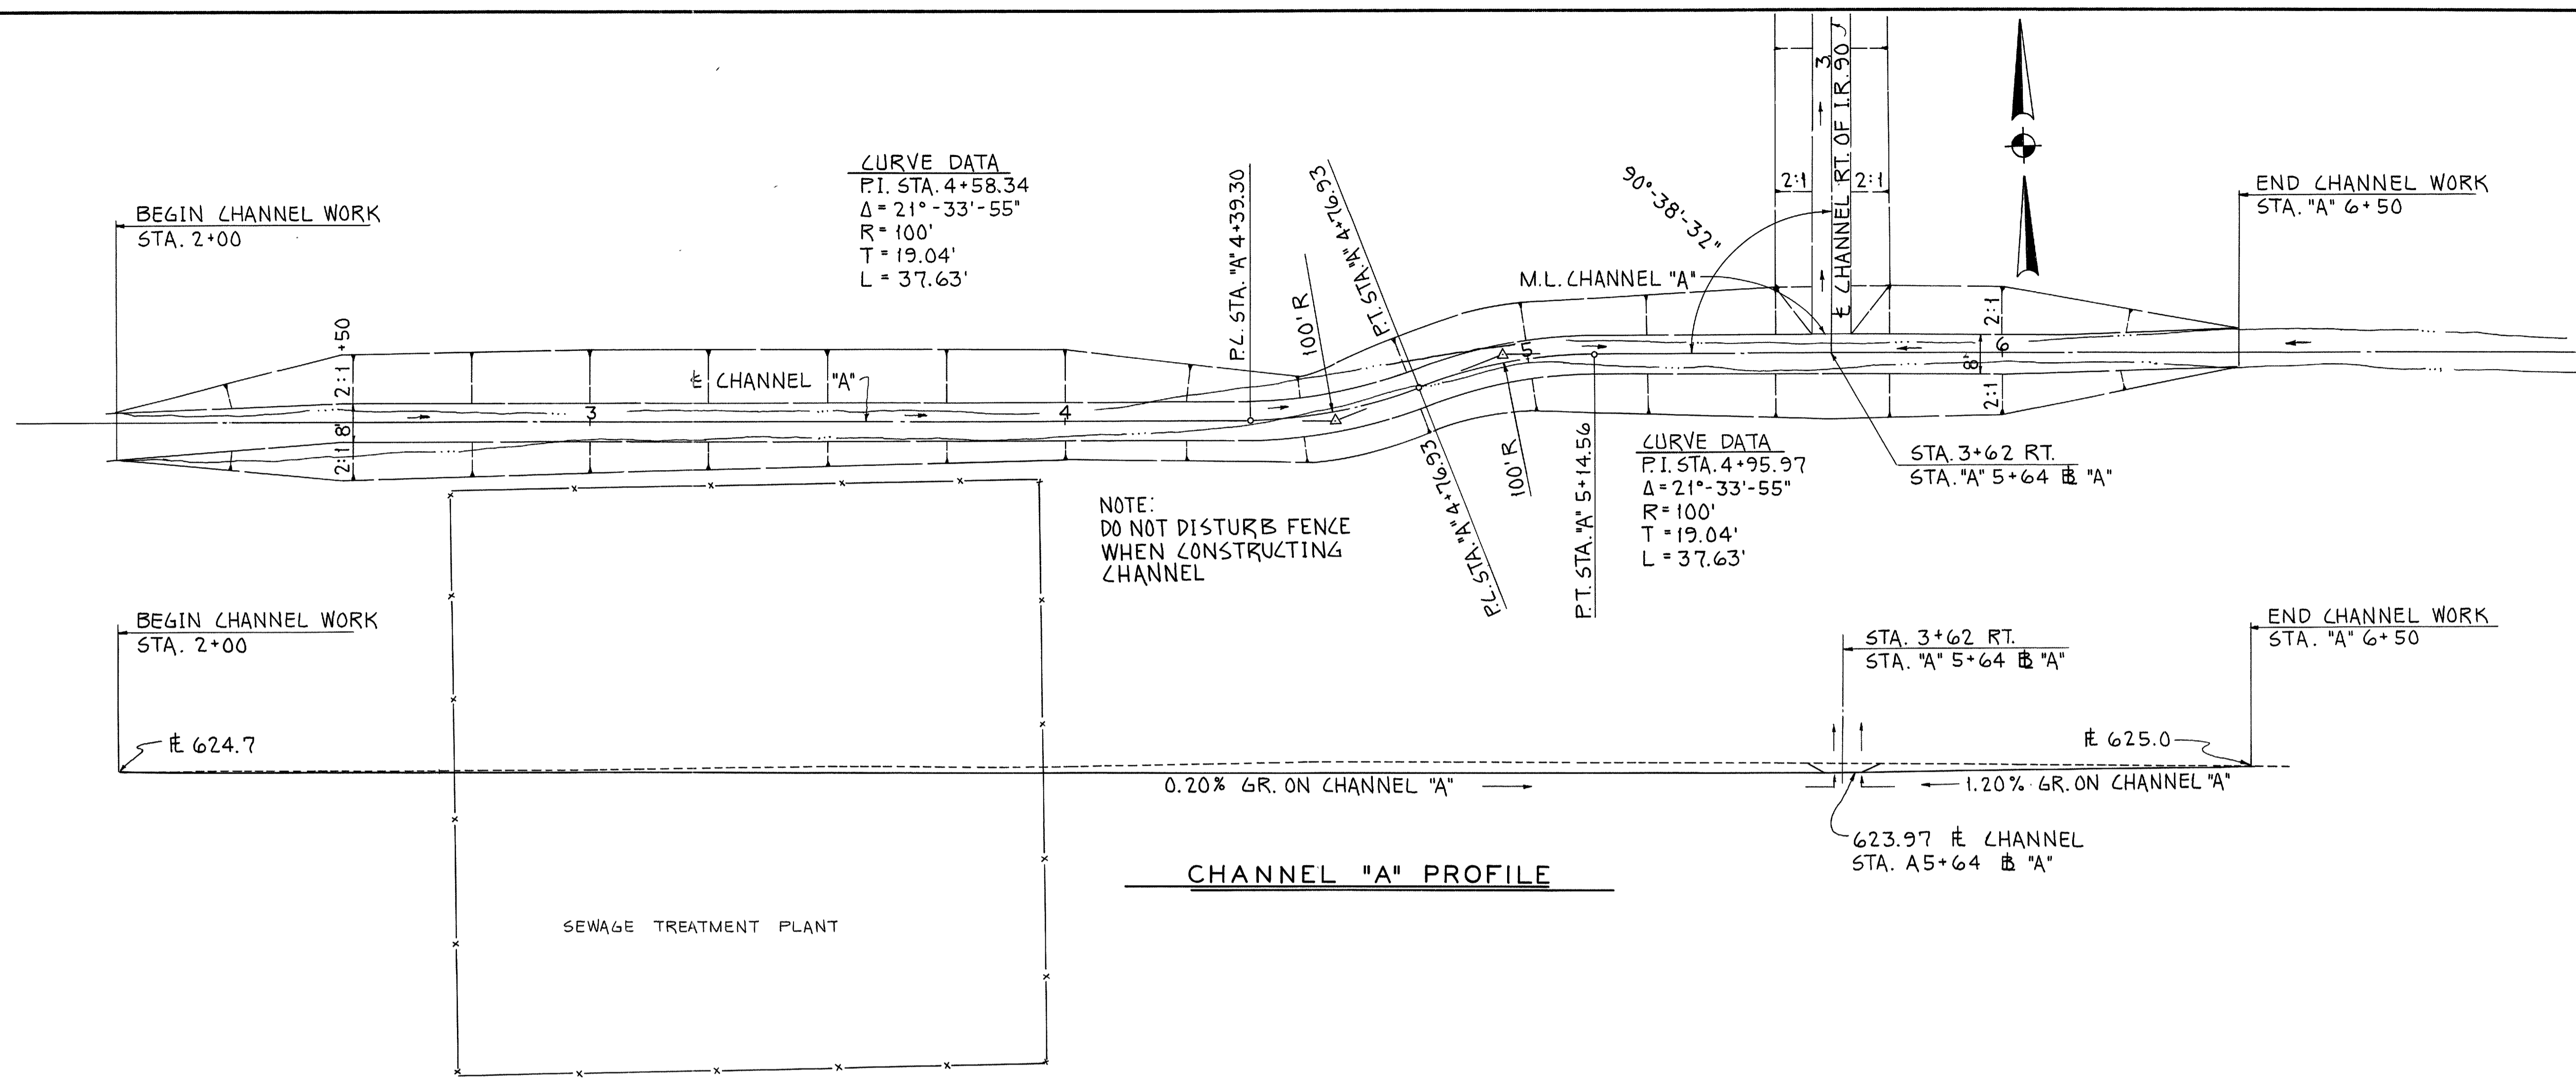 BEGIN CHANNEL WORK
STA. 2+00
CURVE DATA
P.I. STA. 4+58.34
Δ = 21°-33'-55"
R = 100'
T = 19.04'
L = 37.63'
P.C. STA. "A" 4+39.30
100' R
P.T. STA. "A" 4+76.93
90°-38'-32"
M.L. CHANNEL "A"
2:1
2:1
3
℄ CHANNEL RT. OF I.R. 90
END CHANNEL WORK
STA. "A" 6+50
+50
2:1
8'
2:1
℄ CHANNEL "A"
3
4
5
6
2:1
8'
2:1
P.C. STA. "A" 4+76.93
100' R
P.T. STA. "A" 5+14.56
CURVE DATA
P.I. STA. 4+95.97
Δ = 21°-33'-55"
R = 100'
T = 19.04'
L = 37.63'
STA. 3+62 RT.
STA. "A" 5+64 BL "A"
NOTE:
DO NOT DISTURB FENCE
WHEN CONSTRUCTING
CHANNEL
BEGIN CHANNEL WORK
STA. 2+00
STA. 3+62 RT.
STA. "A" 5+64 BL "A"
END CHANNEL WORK
STA. "A" 6+50
FL 624.7
FL 625.0
0.20% GR. ON CHANNEL "A"
1.20% GR. ON CHANNEL "A"
623.97 FL CHANNEL
STA. A5+64 BL "A"
CHANNEL "A" PROFILE
SEWAGE TREATMENT PLANT